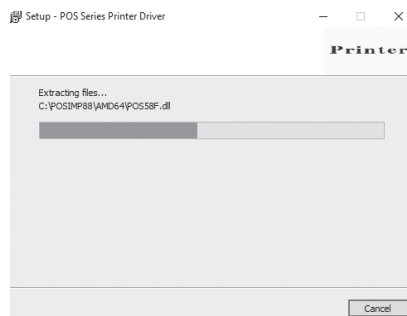 Setup - POS Series Printer Driver
Printer
Extracting files...
C:\POSIMP88\AMD64\POS58F.dll
Cancel